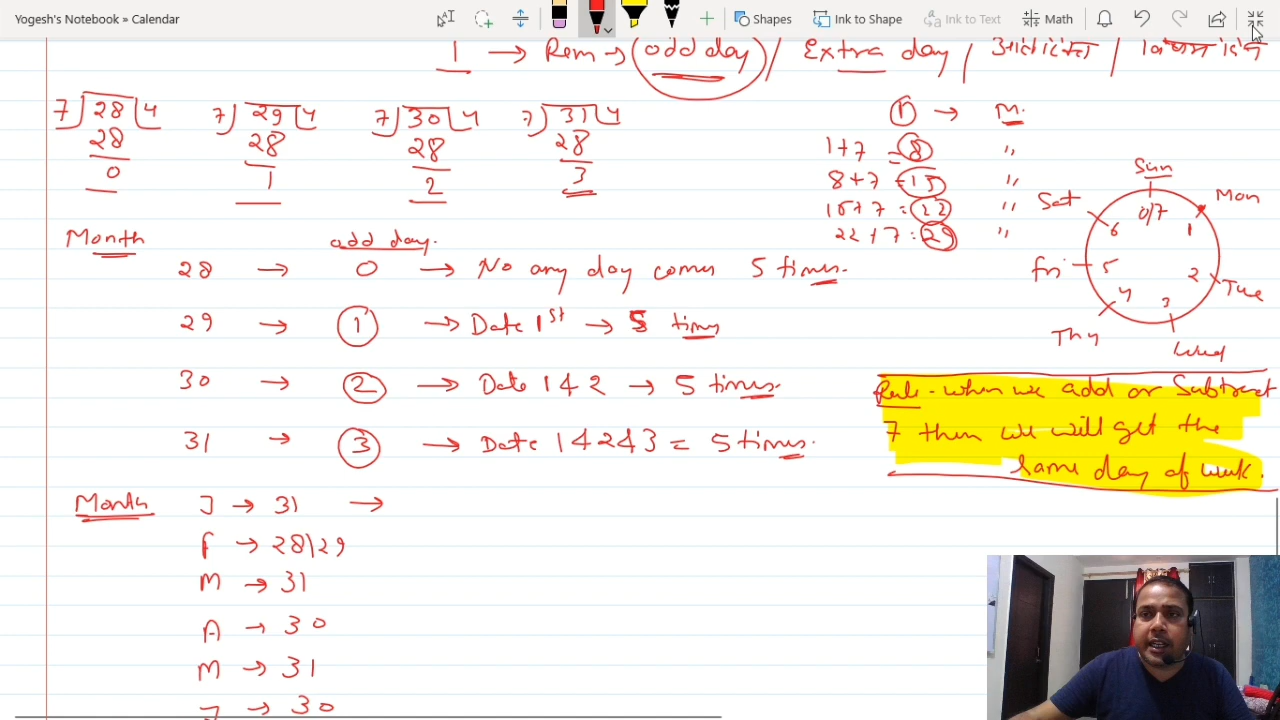 Yogesh's Notebook » Calendar
Shapes Ink to Shape Ink to Text Math
1 → Rem → odd day / Extra day / /
7 ) 28 ( 4 7 ) 29 ( 4 7 ) 30 ( 4 7 ) 31 ( 4
28 28 28 28
0 1 2 3
① → M.
1+7 = 8 "
8+7 = 15 "
15+7 = 22 "
22+7 = 29 "
Sun
Sat Mon
0/7
6 1
Fri 5 2 Tue
4 3
Thu Wed
Month odd day.
28 → 0 → No any day comes 5 times.
29 → ① → Date 1st → 5 times
30 → ② → Date 1 & 2 → 5 times.
31 → ③ → Date 1 & 2 & 3 = 5 times.
Rule - when we add or Subtract
7 then we will get the
same day of week.
Month J → 31 →
F → 28\29
M → 31
A → 30
M → 31
J → 30